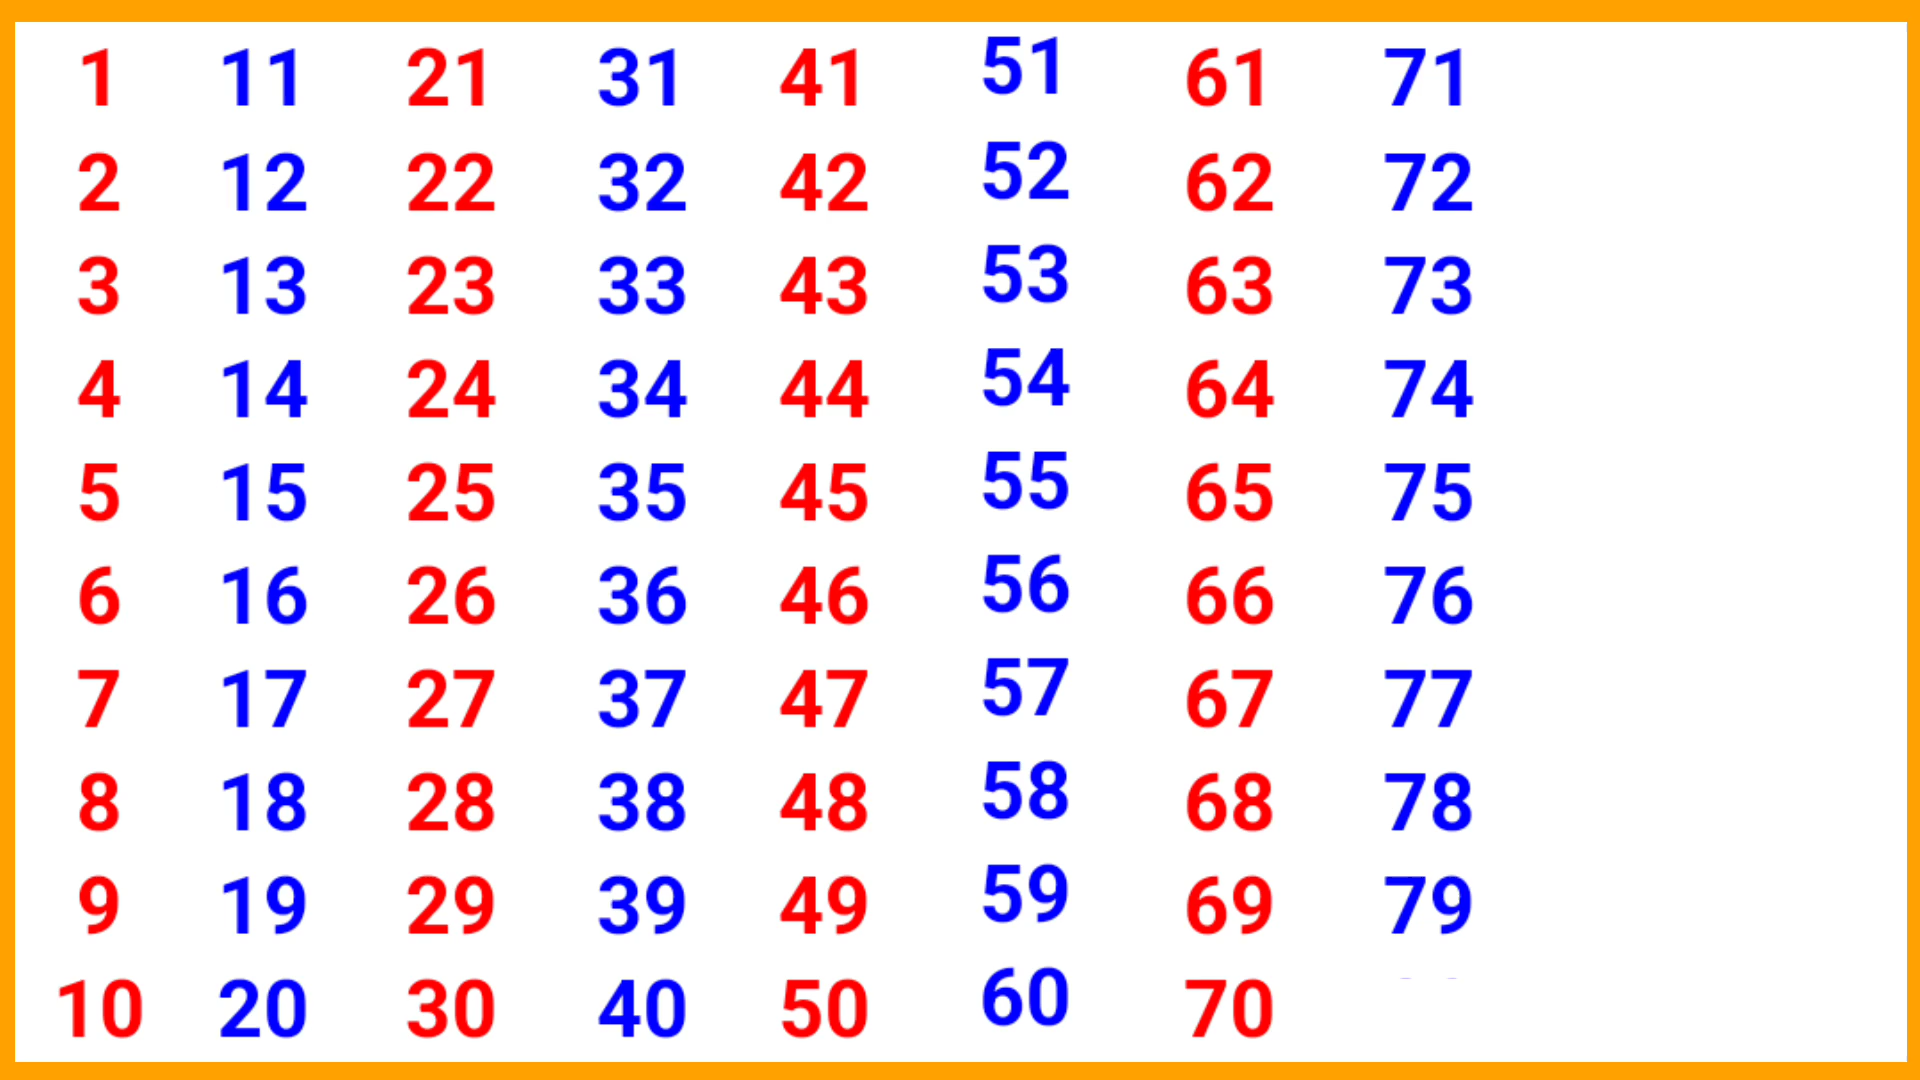 1 11 21 31 41 51 61 71
2 12 22 32 42 52 62 72
3 13 23 33 43 53 63 73
4 14 24 34 44 54 64 74
5 15 25 35 45 55 65 75
6 16 26 36 46 56 66 76
7 17 27 37 47 57 67 77
8 18 28 38 48 58 68 78
9 19 29 39 49 59 69 79
10 20 30 40 50 60 70